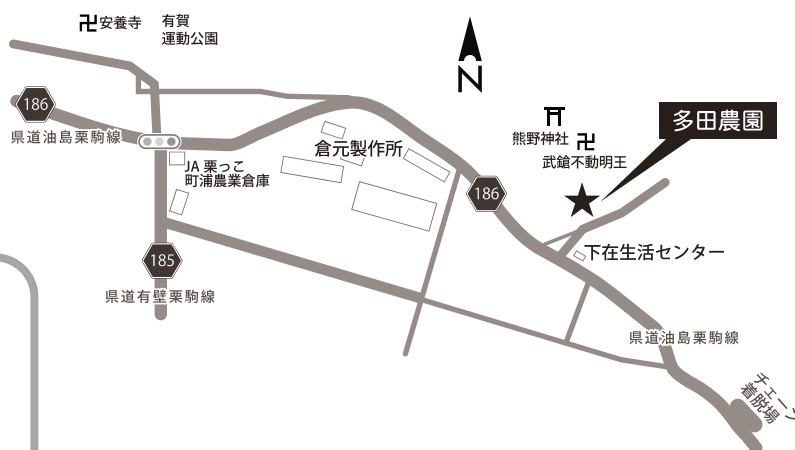 卍安養寺
有賀
運動公園
186
県道油島栗駒線
JA 栗っこ
町浦農業倉庫
倉元製作所
N
熊野神社
卍
武鎗不動明王
多田農園
186
185
県道有壁栗駒線
下在生活センター
県道油島栗駒線
チェーン
着脱場